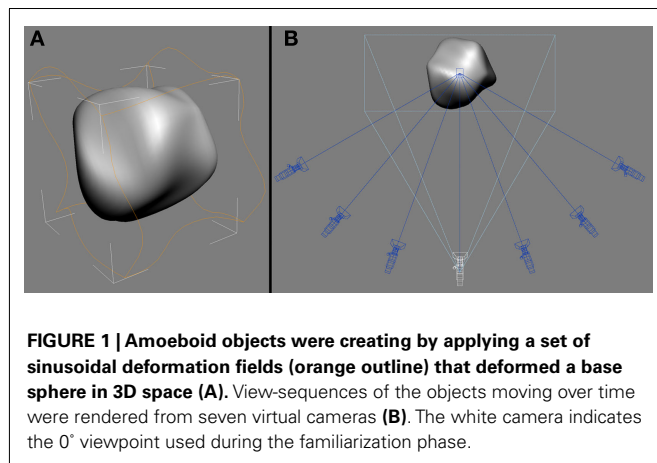 A
B
FIGURE 1 | Amoeboid objects were creating by applying a set of
sinusoidal deformation fields (orange outline) that deformed a base
sphere in 3D space (A). View-sequences of the objects moving over time
were rendered from seven virtual cameras (B). The white camera indicates
the 0° viewpoint used during the familiarization phase.